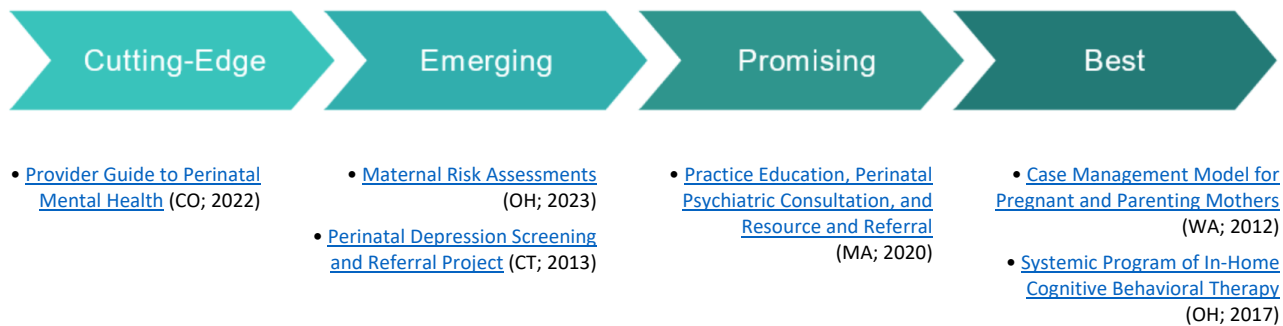 Cutting-Edge
Emerging
Promising
Best
• Provider Guide to Perinatal
Mental Health (CO; 2022)
• Maternal Risk Assessments
(OH; 2023)
• Perinatal Depression Screening
and Referral Project (CT; 2013)
• Practice Education, Perinatal
Psychiatric Consultation, and
Resource and Referral
(MA; 2020)
• Case Management Model for
Pregnant and Parenting Mothers
(WA; 2012)
• Systemic Program of In-Home
Cognitive Behavioral Therapy
(OH; 2017)